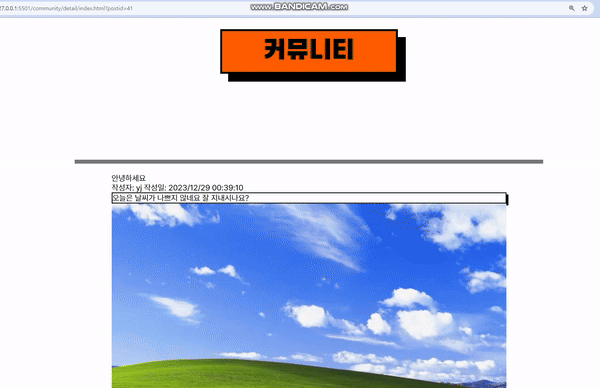 27.0.0.1:5501/community/detail/index.html?postid=41
WWW.BANDICAM.COM
커뮤니티
안녕하세요
작성자: yj 작성일: 2023/12/29 00:39:10
오늘은 날씨가 나쁘지 않네요 잘 지내시나요?